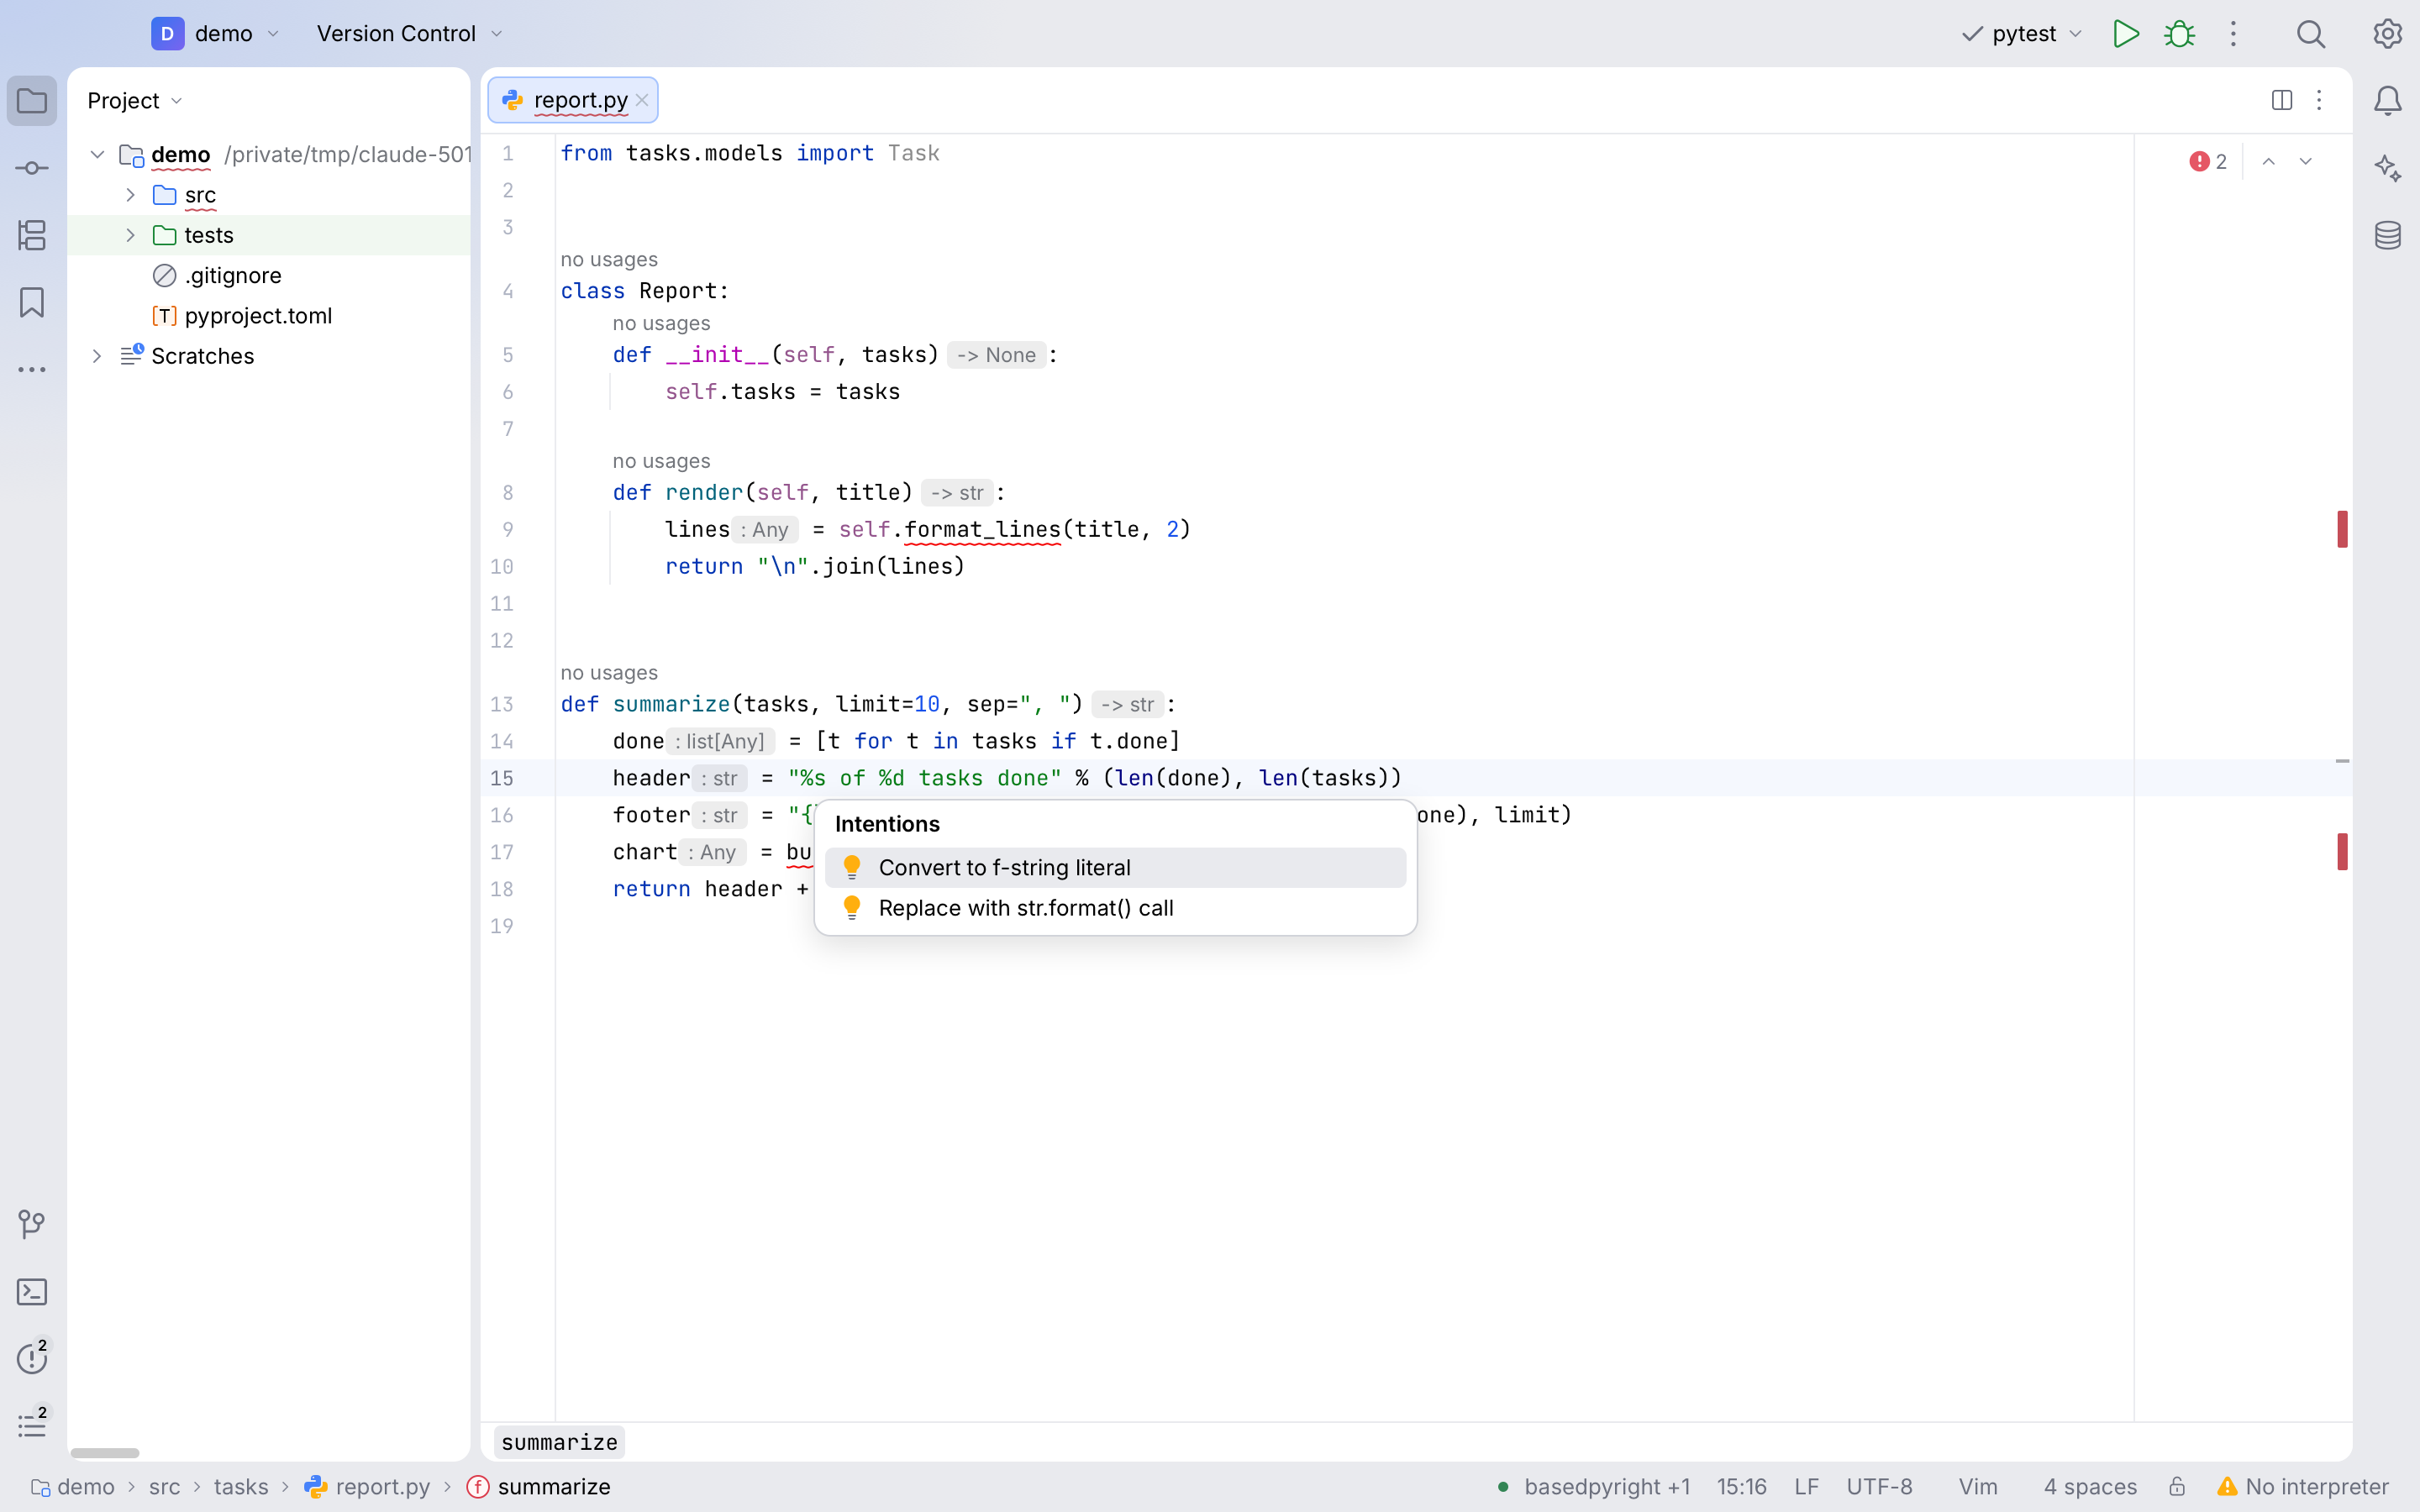 D demo Version Control pytest
Project
report.py
demo /private/tmp/claude-501
src
tests
.gitignore
[T] pyproject.toml
Scratches
2
1 from tasks.models import Task
2
3
no usages
4 class Report:
no usages
5 def __init__(self, tasks) -> None :
6 self.tasks = tasks
7
no usages
8 def render(self, title) -> str :
9 lines : Any = self.format_lines(title, 2)
10 return "\n".join(lines)
11
12
no usages
13 def summarize(tasks, limit=10, sep=", ") -> str :
14 done : list[Any] = [t for t in tasks if t.done]
15 header : str = "%s of %d tasks done" % (len(done), len(tasks))
16 footer : str = "{ one), limit)
17 chart : Any = bu
18 return header +
19
Intentions
Convert to f-string literal
Replace with str.format() call
2
2
summarize
demo › src › tasks › report.py › f summarize
basedpyright +1 15:16 LF UTF-8 Vim 4 spaces No interpreter